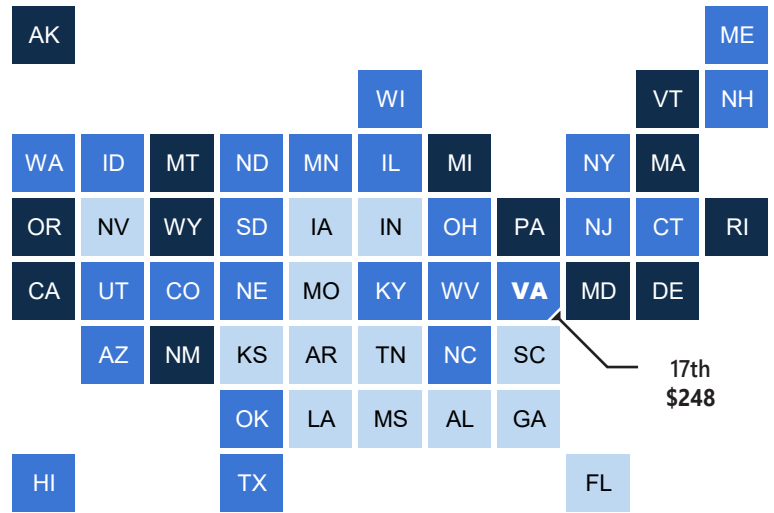 AK ME
WI VT NH
WA ID MT ND MN IL MI NY MA
OR NV WY SD IA IN OH PA NJ CT RI
CA UT CO NE MO KY WV VA MD DE
AZ NM KS AR TN NC SC
17th
$248
OK LA MS AL GA
HI TX FL